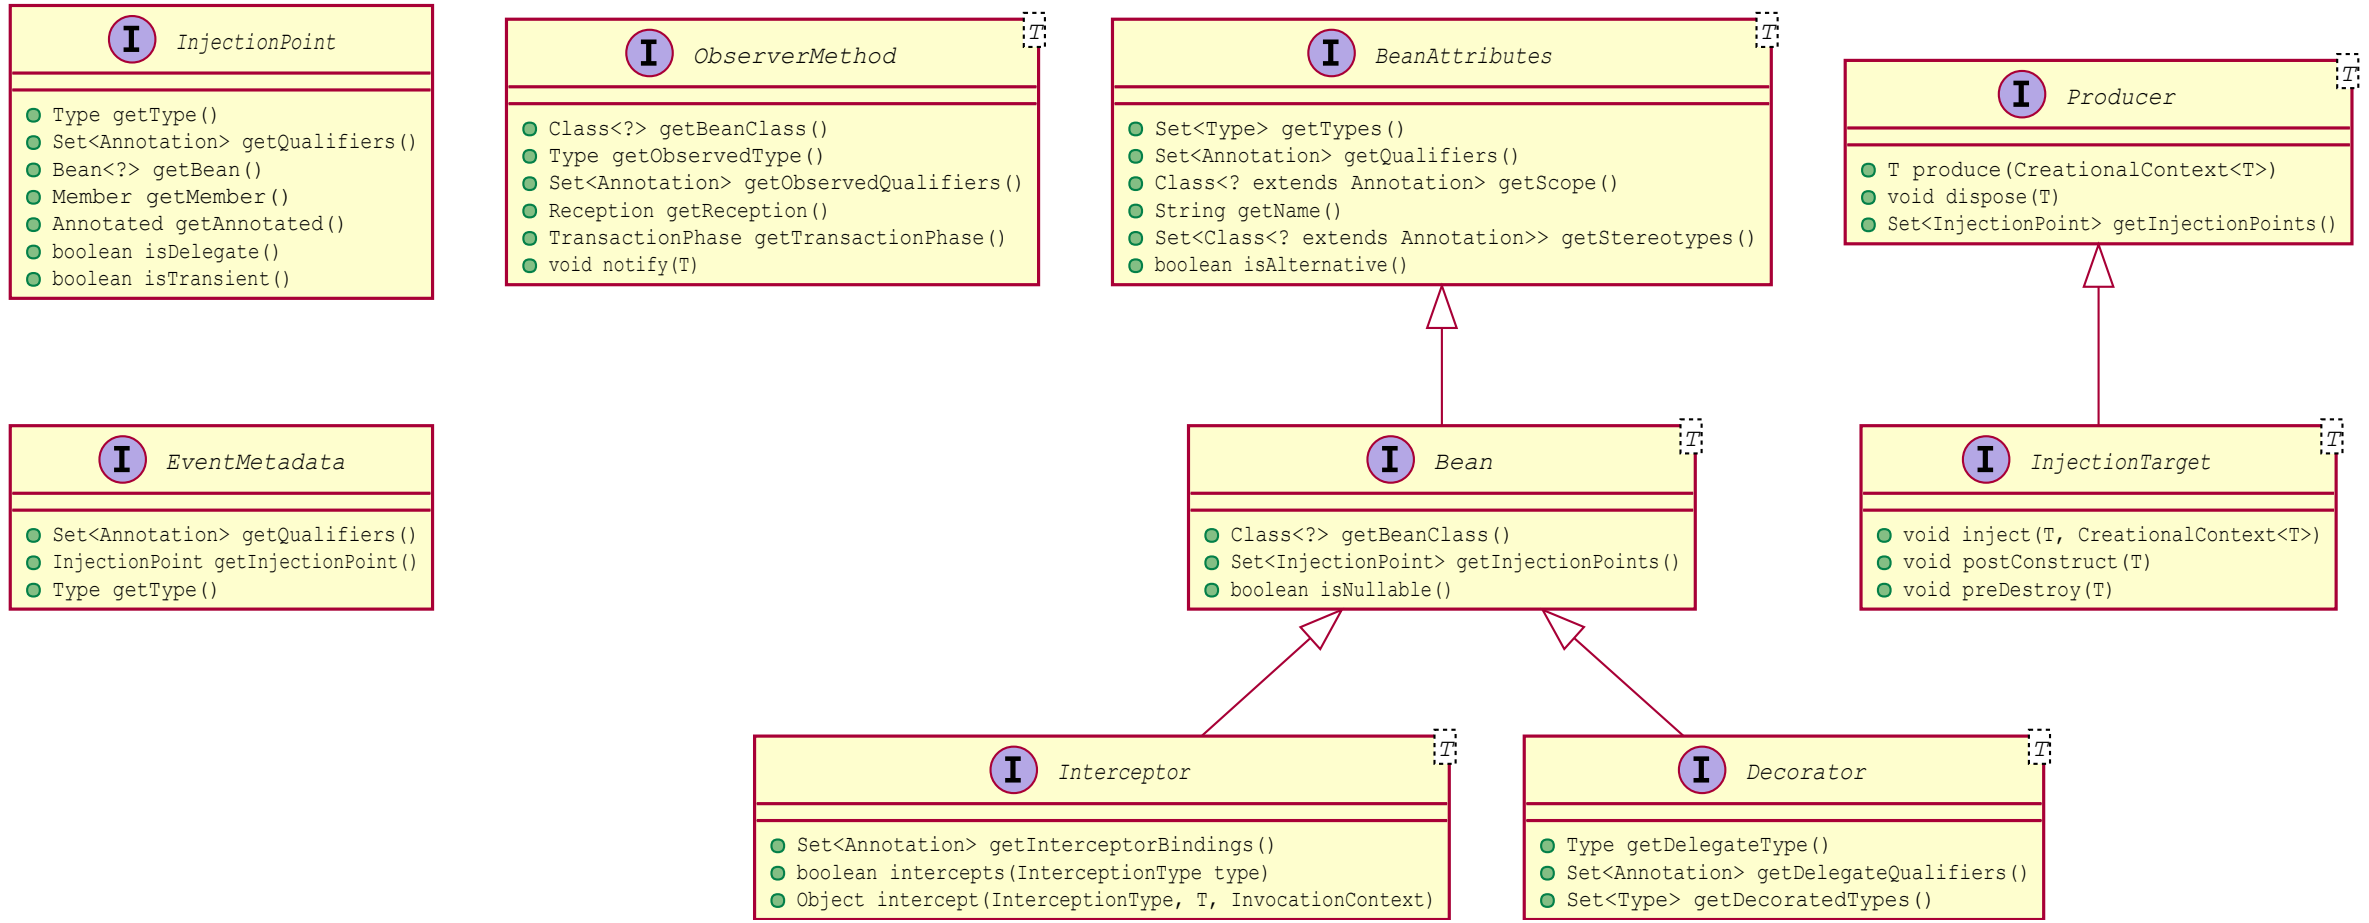 I InjectionPoint
Type getType()
Set<Annotation> getQualifiers()
Bean<?> getBean()
Member getMember()
Annotated getAnnotated()
boolean isDelegate()
boolean isTransient()
I ObserverMethod T
Class<?> getBeanClass()
Type getObservedType()
Set<Annotation> getObservedQualifiers()
Reception getReception()
TransactionPhase getTransactionPhase()
void notify(T)
I BeanAttributes T
Set<Type> getTypes()
Set<Annotation> getQualifiers()
Class<? extends Annotation> getScope()
String getName()
Set<Class<? extends Annotation>> getStereotypes()
boolean isAlternative()
I Producer T
T produce(CreationalContext<T>)
void dispose(T)
Set<InjectionPoint> getInjectionPoints()
I EventMetadata
Set<Annotation> getQualifiers()
InjectionPoint getInjectionPoint()
Type getType()
I Bean T
Class<?> getBeanClass()
Set<InjectionPoint> getInjectionPoints()
boolean isNullable()
I InjectionTarget T
void inject(T, CreationalContext<T>)
void postConstruct(T)
void preDestroy(T)
I Interceptor T
Set<Annotation> getInterceptorBindings()
boolean intercepts(InterceptionType type)
Object intercept(InterceptionType, T, InvocationContext)
I Decorator T
Type getDelegateType()
Set<Annotation> getDelegateQualifiers()
Set<Type> getDecoratedTypes()